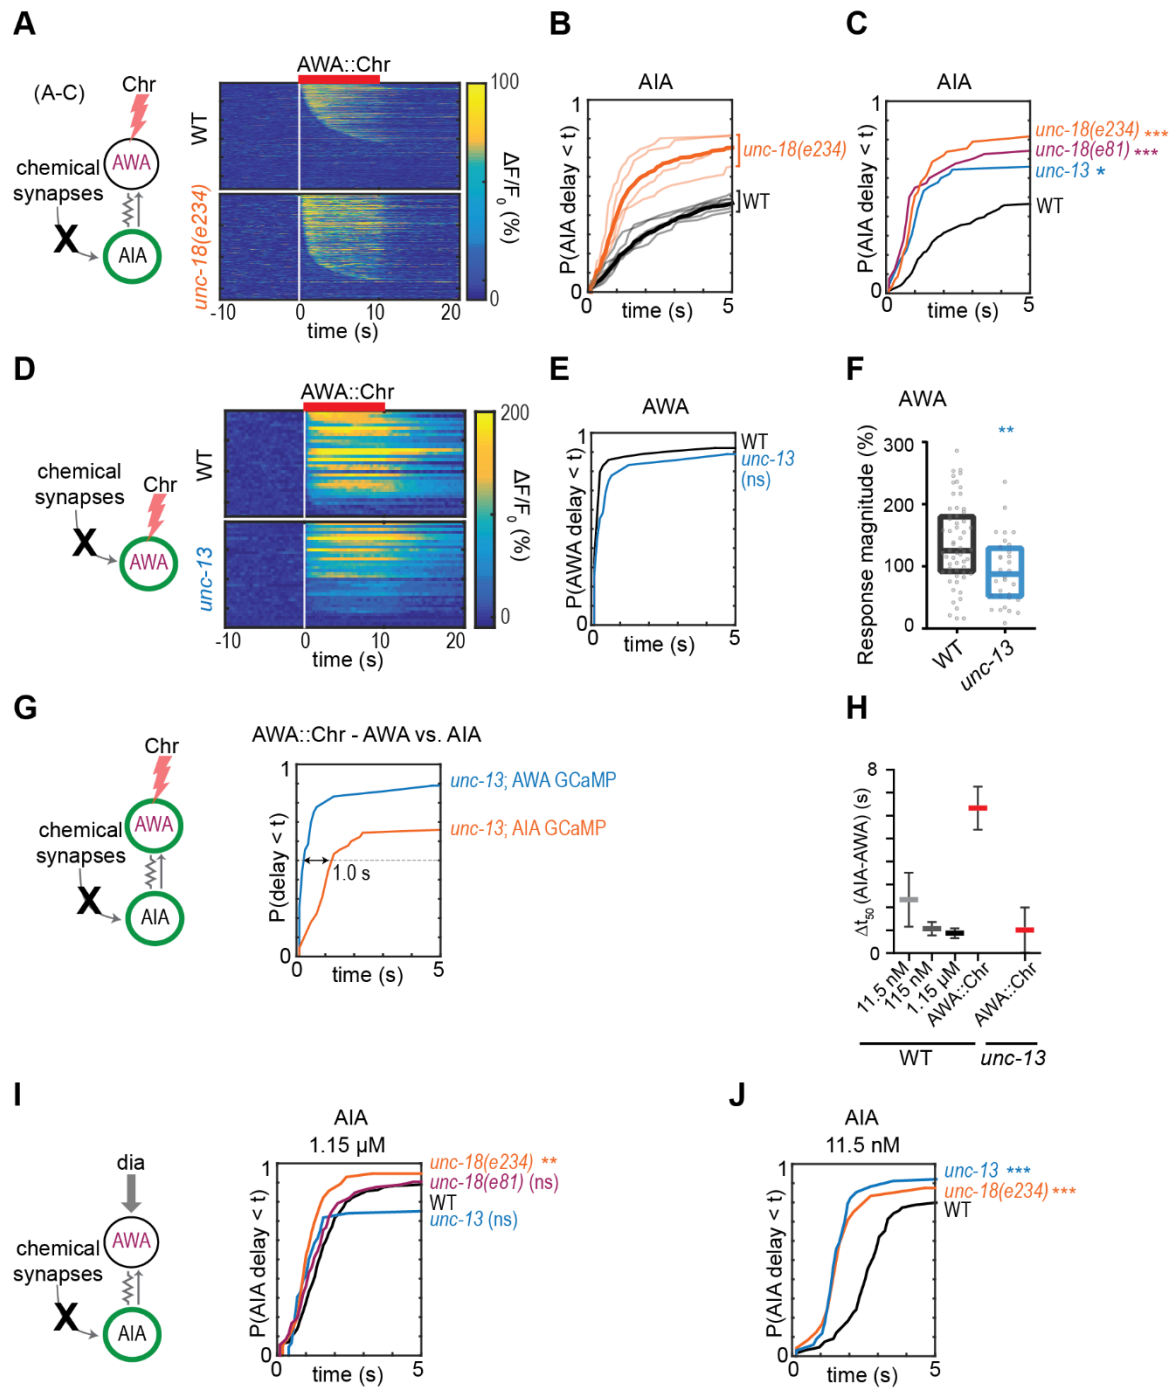 A
(A-C)
Chr
AWA
chemical
synapses
X
AIA
AWA::Chr
WT
unc-18(e234)
100
ΔF/F0 (%)
0
-10
0
10
20
time (s)
B
AIA
1
P(AIA delay < t)
unc-18(e234)
WT
0
0
5
time (s)
C
AIA
1
P(AIA delay < t)
unc-18(e234) ***
unc-18(e81) ***
unc-13 *
WT
0
0
5
time (s)
D
chemical
synapses
Chr
X
AWA
AWA::Chr
WT
unc-13
200
ΔF/F0 (%)
0
-10
0
10
20
time (s)
E
AWA
1
P(AWA delay < t)
WT
unc-13
(ns)
0
0
5
time (s)
F
AWA
**
Response magnitude (%)
300
200
100
0
WT
unc-13
G
Chr
AWA
chemical
synapses
X
AIA
AWA::Chr - AWA vs. AIA
1
P(delay < t)
unc-13; AWA GCaMP
unc-13; AIA GCaMP
1.0 s
0
0
5
time (s)
H
8
Δt50 (AIA-AWA) (s)
0
11.5 nM
115 nM
1.15 μM
AWA::Chr
AWA::Chr
WT
unc-13
I
dia
AWA
chemical
synapses
X
AIA
AIA
1.15 μM
1
P(AIA delay < t)
unc-18(e234) **
unc-18(e81) (ns)
WT
unc-13 (ns)
0
0
5
time (s)
J
AIA
11.5 nM
1
P(AIA delay < t)
unc-13 ***
unc-18(e234) ***
WT
0
0
5
time (s)